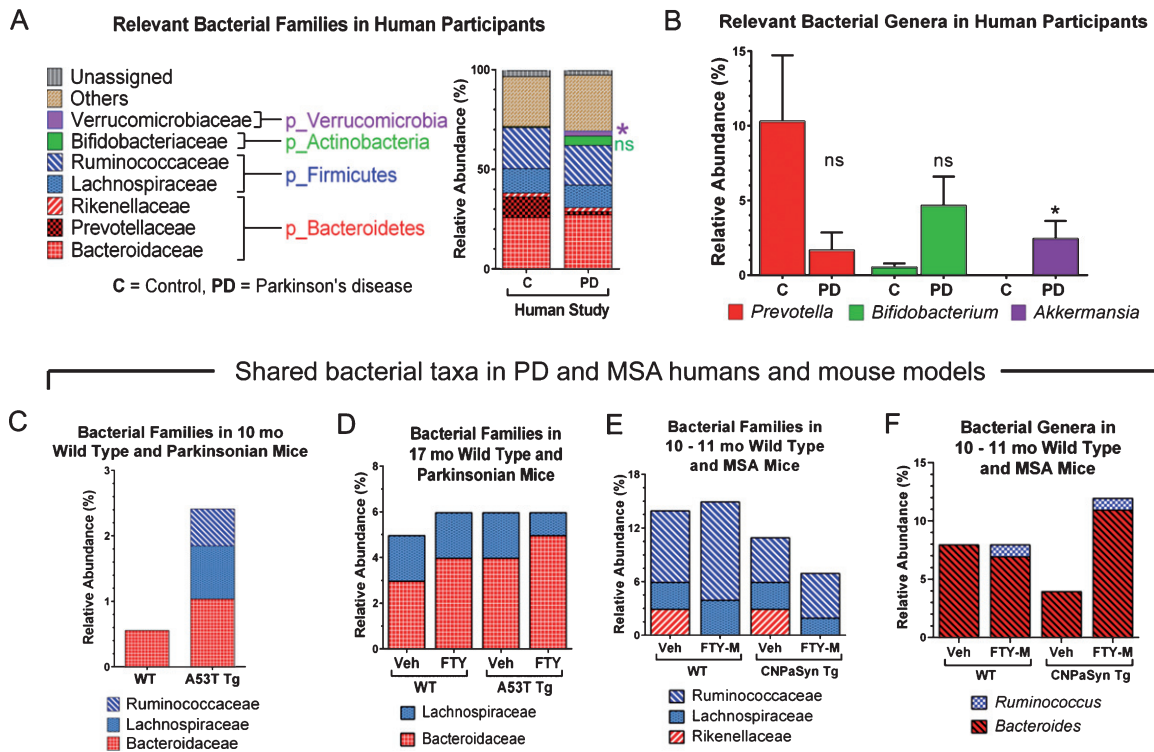 A
Relevant Bacterial Families in Human Participants
Unassigned
Others
Verrucomicrobiaceae
Bifidobacteriaceae
Ruminococcaceae
Lachnospiraceae
Rikenellaceae
Prevotellaceae
Bacteroidaceae
p_Verrucomicrobia
p_Actinobacteria
p_Firmicutes
p_Bacteroidetes
C = Control, PD = Parkinson's disease
Relative Abundance (%)
100
50
0
*
ns
C PD
Human Study
B
Relevant Bacterial Genera in Human Participants
Relative Abundance (%)
15
10
5
0
ns
ns
*
C PD C PD C PD
Prevotella Bifidobacterium Akkermansia
Shared bacterial taxa in PD and MSA humans and mouse models
C
Bacterial Families in 10 mo
Wild Type and Parkinsonian Mice
Relative Abundance (%)
3
2
1
0
WT A53T Tg
Ruminococcaceae
Lachnospiraceae
Bacteroidaceae
D
Bacterial Families in
17 mo Wild Type and
Parkinsonian Mice
Relative Abundance (%)
8
6
4
2
0
Veh FTY Veh FTY
WT A53T Tg
Lachnospiraceae
Bacteroidaceae
E
Bacterial Families in
10 - 11 mo Wild Type
and MSA Mice
Relative Abundance (%)
18
12
6
0
Veh FTY-M Veh FTY-M
WT CNPaSyn Tg
Ruminococcaceae
Lachnospiraceae
Rikenellaceae
F
Bacterial Genera in
10 - 11 mo Wild Type
and MSA Mice
Relative Abundance (%)
15
10
5
0
Veh FTY-M Veh FTY-M
WT CNPaSyn Tg
Ruminococcus
Bacteroides